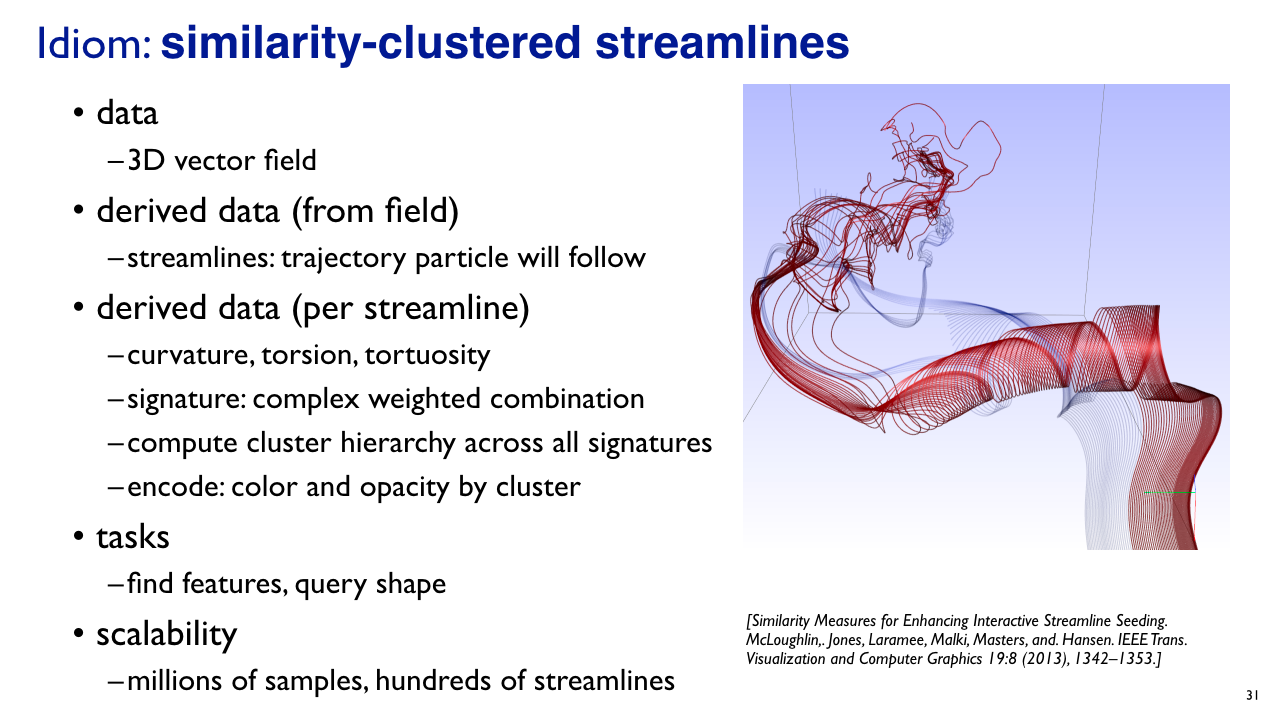 Idiom: similarity-clustered streamlines
• data
–3D vector field
• derived data (from field)
–streamlines: trajectory particle will follow
• derived data (per streamline)
–curvature, torsion, tortuosity
–signature: complex weighted combination
–compute cluster hierarchy across all signatures
–encode: color and opacity by cluster
• tasks
–find features, query shape
• scalability
–millions of samples, hundreds of streamlines
[Similarity Measures for Enhancing Interactive Streamline Seeding.
McLoughlin,. Jones, Laramee, Malki, Masters, and. Hansen. IEEE Trans.
Visualization and Computer Graphics 19:8 (2013), 1342–1353.]
31